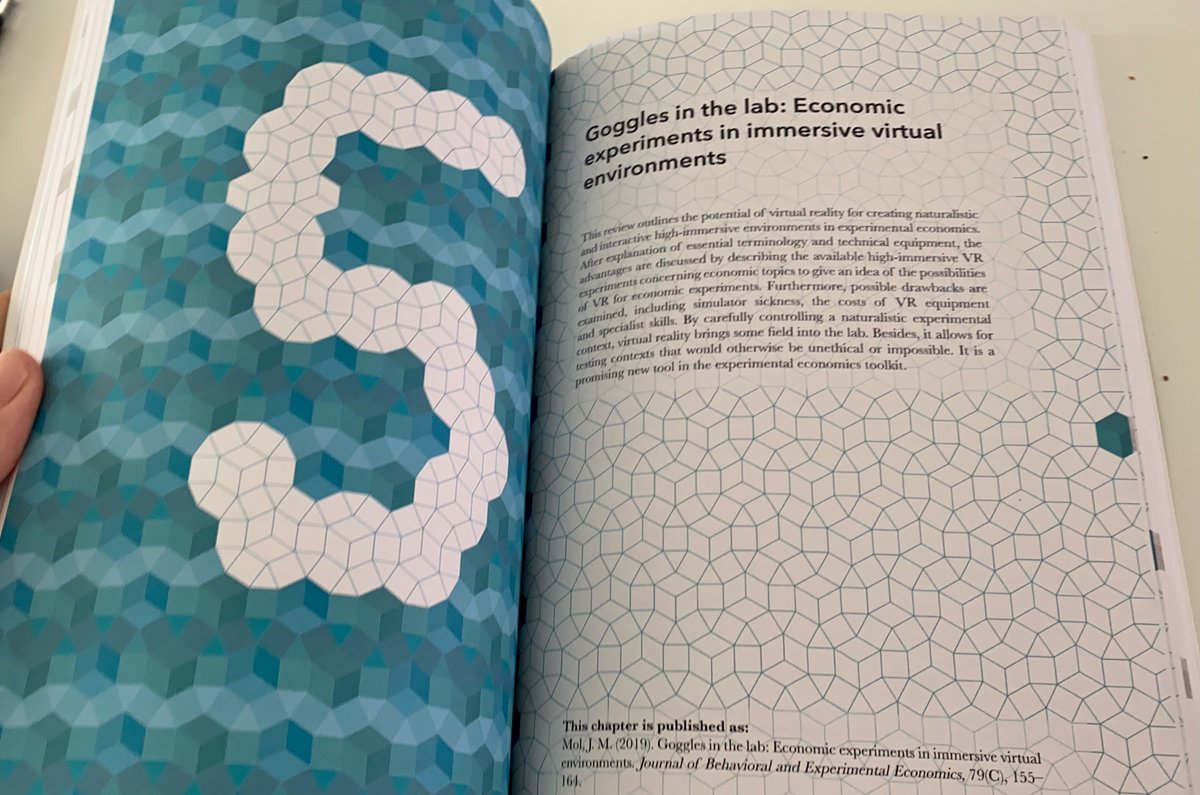 5
Goggles in the lab: Economic
experiments in immersive virtual
environments
This review outlines the potential of virtual reality for creating naturalistic
and interactive high-immersive environments in experimental economics.
After explanation of essential terminology and technical equipment, the
advantages are discussed by describing the available high-immersive VR
experiments concerning economic topics to give an idea of the possibilities
of VR for economic experiments. Furthermore, possible drawbacks are
examined, including simulator sickness, the costs of VR equipment
and specialist skills. By carefully controlling a naturalistic experimental
context, virtual reality brings some field into the lab. Besides, it allows for
testing contexts that would otherwise be unethical or impossible. It is a
promising new tool in the experimental economics toolkit.
This chapter is published as:
Mol, J. M. (2019). Goggles in the lab: Economic experiments in immersive virtual
environments. Journal of Behavioral and Experimental Economics, 79(C), 155–
164.